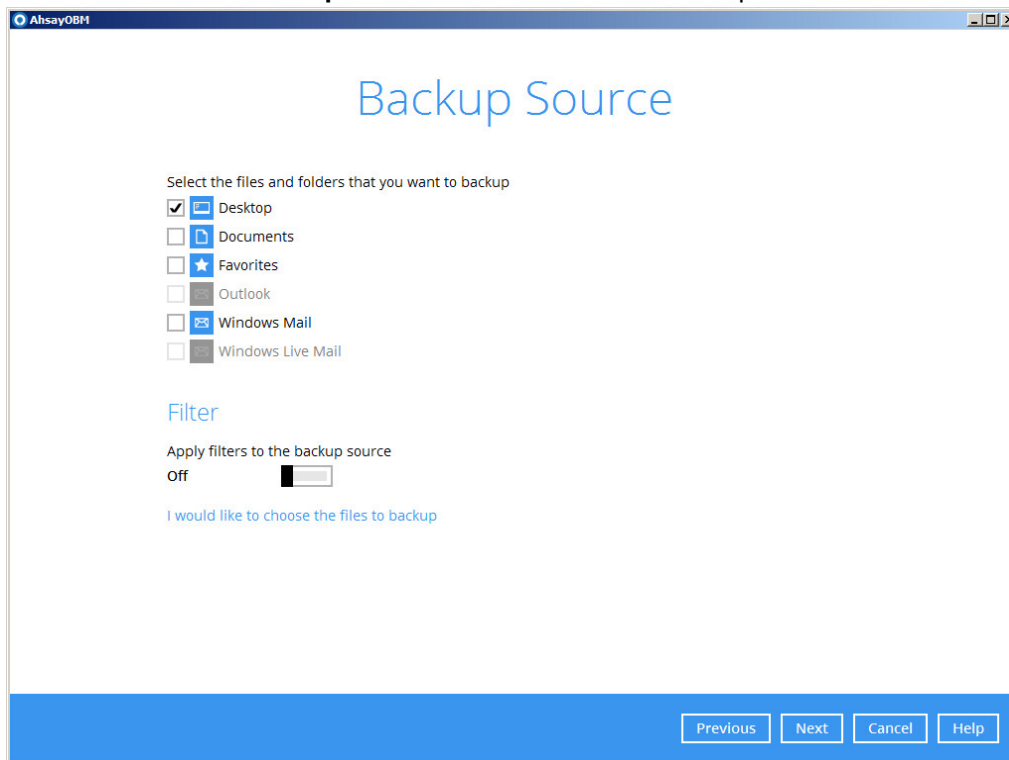 AhsayOBM
Backup Source
Select the files and folders that you want to backup
Desktop
Documents
Favorites
Outlook
Windows Mail
Windows Live Mail
Filter
Apply filters to the backup source
Off
I would like to choose the files to backup
Previous Next Cancel Help